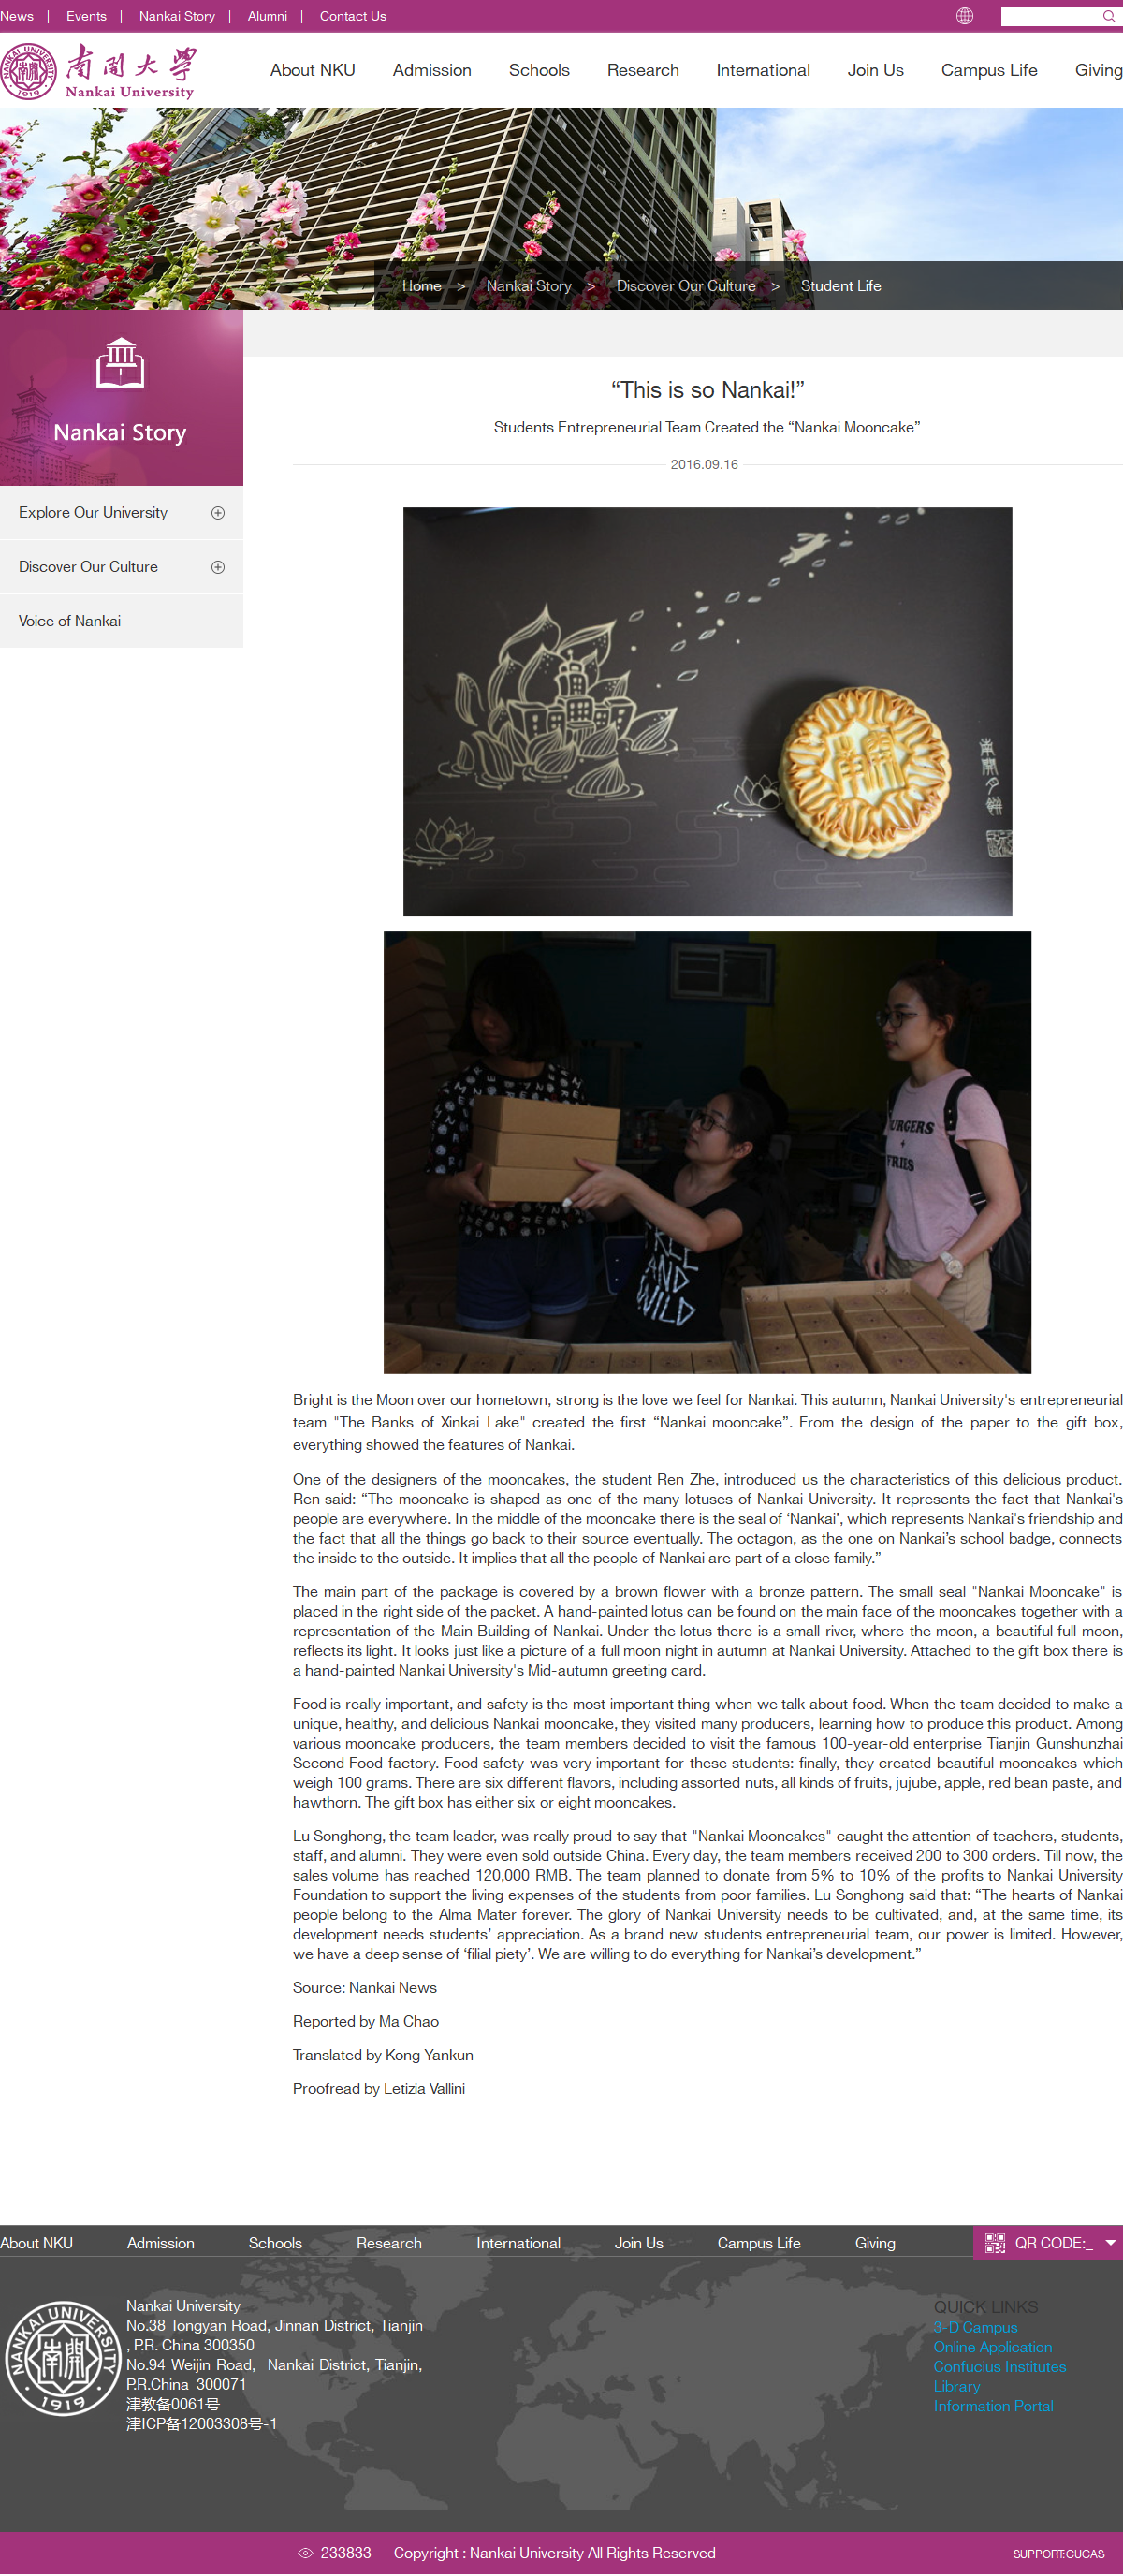 News | Events | Nankai Story | Alumni | Contact Us
南開大學
Nankai University
NANKAI UNIVERSITY
1919
About NKU Admission Schools Research International Join Us Campus Life Giving
Home > Nankai Story > Discover Our Culture > Student Life
Nankai Story
Explore Our University
Discover Our Culture
Voice of Nankai
“This is so Nankai!”
Students Entrepreneurial Team Created the “Nankai Mooncake”
2016.09.16
南開月餅
BURGERS
+
FRIES
FREE
AND
WILD
Bright is the Moon over our hometown, strong is the love we feel for Nankai. This autumn, Nankai University's entrepreneurial
team "The Banks of Xinkai Lake" created the first “Nankai mooncake”. From the design of the paper to the gift box,
everything showed the features of Nankai.
One of the designers of the mooncakes, the student Ren Zhe, introduced us the characteristics of this delicious product.
Ren said: “The mooncake is shaped as one of the many lotuses of Nankai University. It represents the fact that Nankai's
people are everywhere. In the middle of the mooncake there is the seal of ‘Nankai’, which represents Nankai's friendship and
the fact that all the things go back to their source eventually. The octagon, as the one on Nankai’s school badge, connects
the inside to the outside. It implies that all the people of Nankai are part of a close family.”
The main part of the package is covered by a brown flower with a bronze pattern. The small seal "Nankai Mooncake" is
placed in the right side of the packet. A hand-painted lotus can be found on the main face of the mooncakes together with a
representation of the Main Building of Nankai. Under the lotus there is a small river, where the moon, a beautiful full moon,
reflects its light. It looks just like a picture of a full moon night in autumn at Nankai University. Attached to the gift box there is
a hand-painted Nankai University's Mid-autumn greeting card.
Food is really important, and safety is the most important thing when we talk about food. When the team decided to make a
unique, healthy, and delicious Nankai mooncake, they visited many producers, learning how to produce this product. Among
various mooncake producers, the team members decided to visit the famous 100-year-old enterprise Tianjin Gunshunzhai
Second Food factory. Food safety was very important for these students: finally, they created beautiful mooncakes which
weigh 100 grams. There are six different flavors, including assorted nuts, all kinds of fruits, jujube, apple, red bean paste, and
hawthorn. The gift box has either six or eight mooncakes.
Lu Songhong, the team leader, was really proud to say that "Nankai Mooncakes" caught the attention of teachers, students,
staff, and alumni. They were even sold outside China. Every day, the team members received 200 to 300 orders. Till now, the
sales volume has reached 120,000 RMB. The team planned to donate from 5% to 10% of the profits to Nankai University
Foundation to support the living expenses of the students from poor families. Lu Songhong said that: “The hearts of Nankai
people belong to the Alma Mater forever. The glory of Nankai University needs to be cultivated, and, at the same time, its
development needs students’ appreciation. As a brand new students entrepreneurial team, our power is limited. However,
we have a deep sense of ‘filial piety’. We are willing to do everything for Nankai’s development.”
Source: Nankai News
Reported by Ma Chao
Translated by Kong Yankun
Proofread by Letizia Vallini
About NKU Admission Schools Research International Join Us Campus Life Giving QR CODE:_
NANKAI UNIVERSITY
1919
Nankai University
No.38 Tongyan Road, Jinnan District, Tianjin
, P.R. China 300350
No.94 Weijin Road, Nankai District, Tianjin,
P.R.China 300071
津教备0061号
津ICP备12003308号-1
QUICK LINKS
3-D Campus
Online Application
Confucius Institutes
Library
Information Portal
233833 Copyright : Nankai University All Rights Reserved
SUPPORT:CUCAS